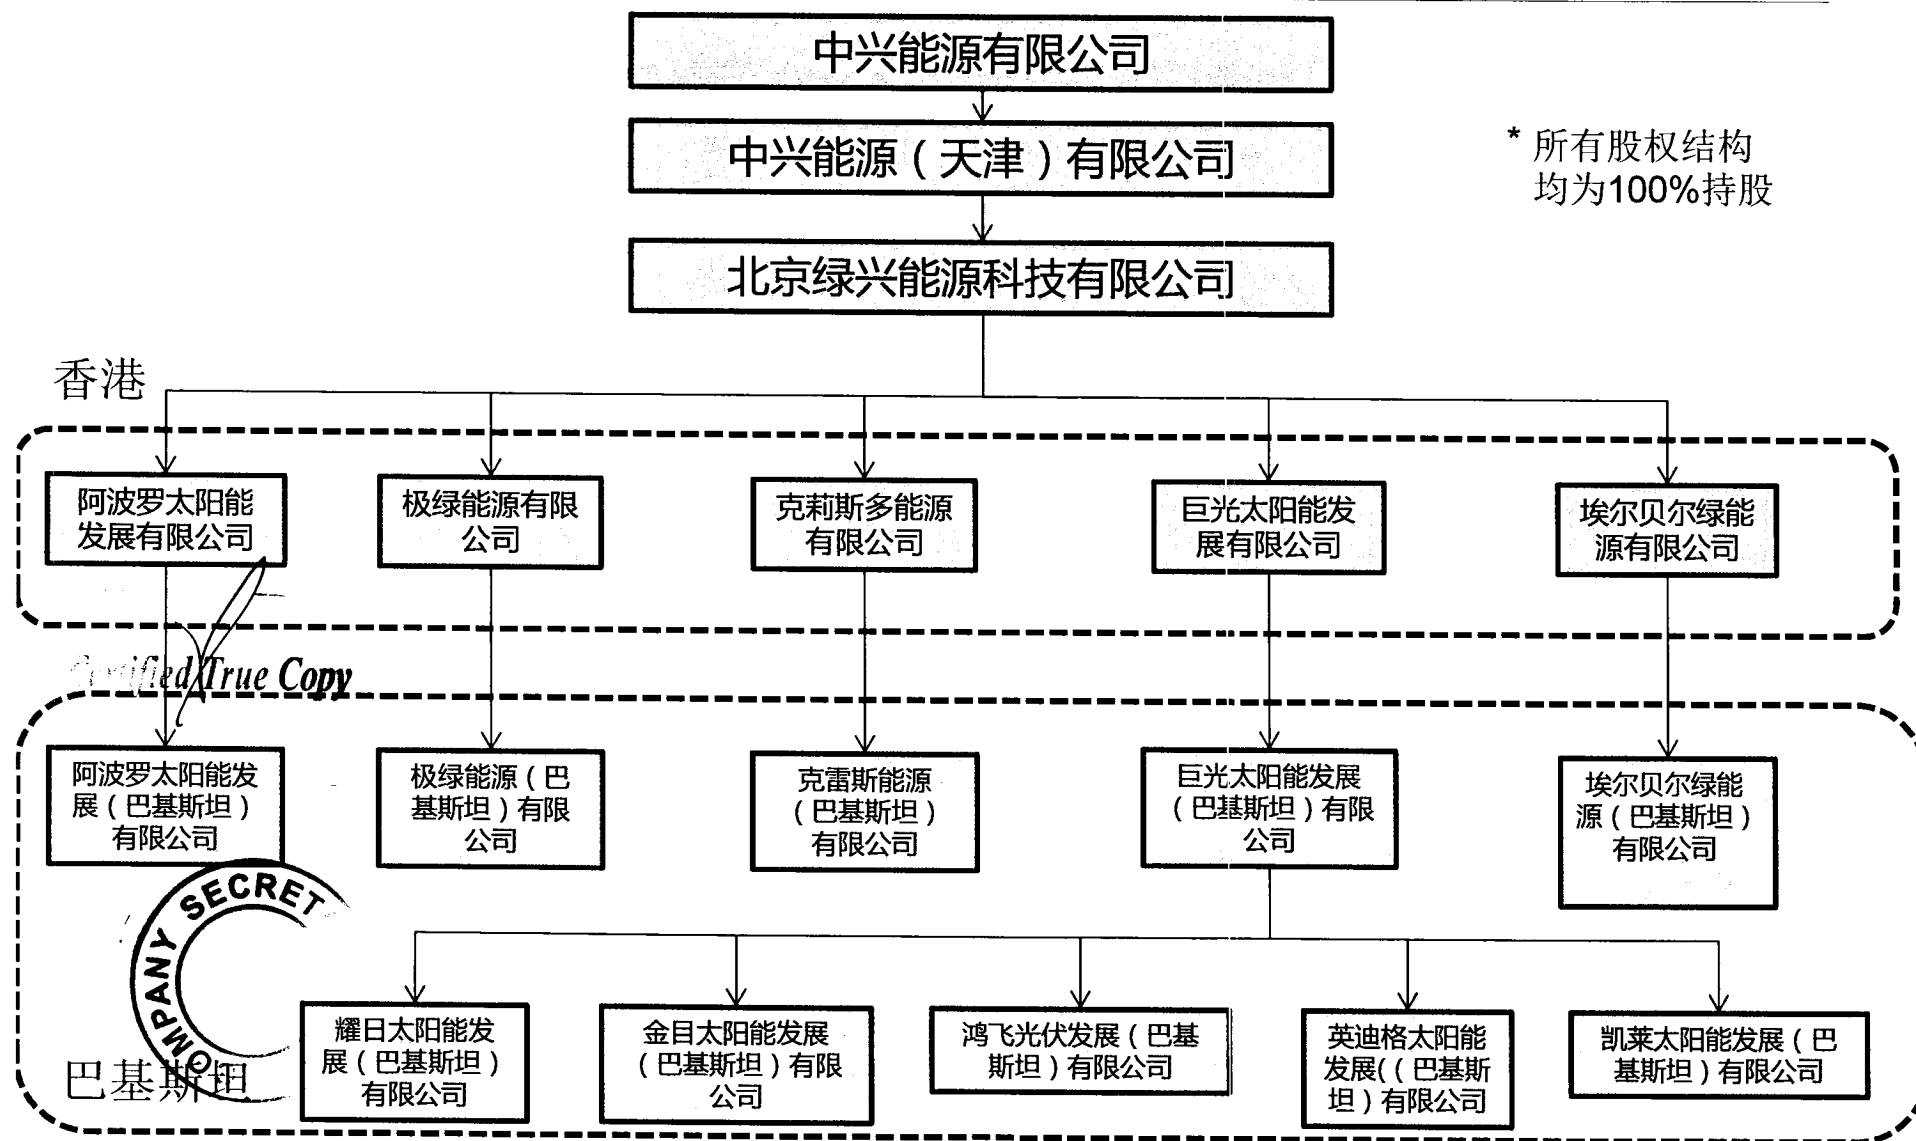 中兴能源有限公司
中兴能源（天津）有限公司
* 所有股权结构
均为100%持股
北京绿兴能源科技有限公司
香港
阿波罗太阳能
发展有限公司
极绿能源有限
公司
克莉斯多能源
有限公司
巨光太阳能发
展有限公司
埃尔贝尔绿能
源有限公司
Certified True Copy
阿波罗太阳能发
展（巴基斯坦）
有限公司
极绿能源（巴
基斯坦）有限
公司
克雷斯能源
（巴基斯坦）
有限公司
巨光太阳能发展
（巴基斯坦）有限
公司
埃尔贝尔绿能
源（巴基斯坦）
有限公司
OMPANY SECRET
耀日太阳能发
展（巴基斯坦）
有限公司
金目太阳能发展
（巴基斯坦）有限
公司
鸿飞光伏发展（巴基
斯坦）有限公司
英迪格太阳能
发展(（巴基斯
坦）有限公司
凯莱太阳能发展（巴
基斯坦）有限公司
巴基斯坦